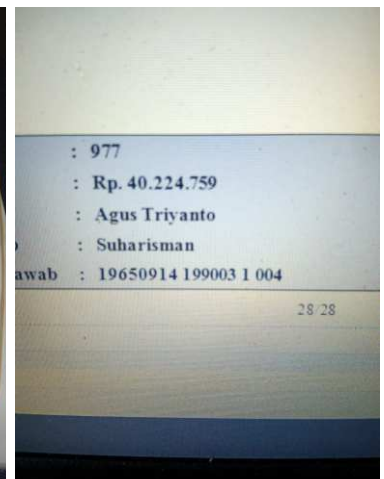 : 977
: Rp. 40.224.759
: Agus Triyanto
: Suharisman
awab : 19650914 199003 1 004
28/28